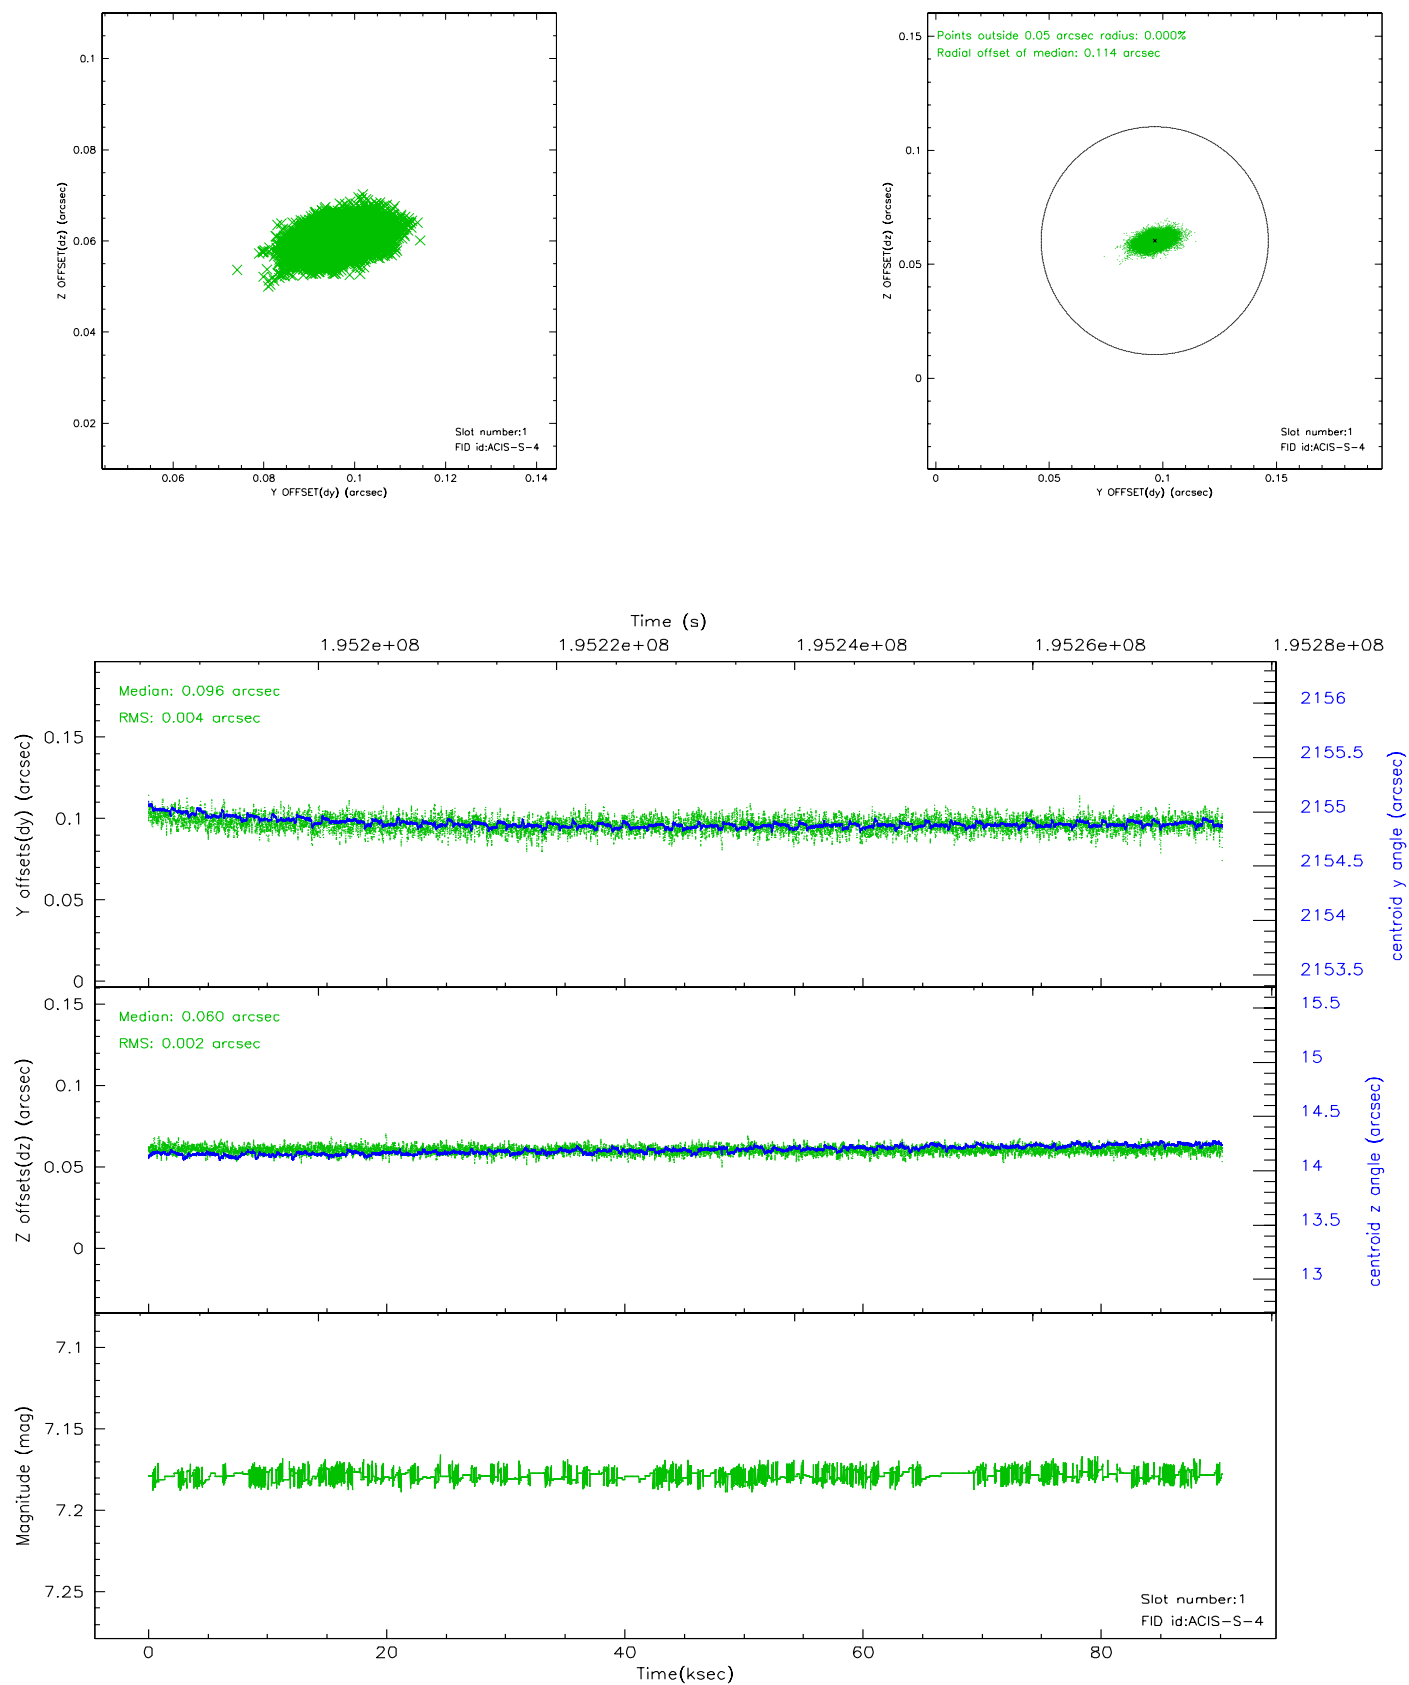 0.1
0.08
0.06
0.04
0.02
Z OFFSET(dz) (arcsec)
Slot number:1
FID id:ACIS-S-4
0.06 0.08 0.1 0.12 0.14
Y OFFSET(dy) (arcsec)
Points outside 0.05 arcsec radius: 0.000%
Radial offset of median: 0.114 arcsec
0.15
0.1
0.05
0
Z OFFSET(dz) (arcsec)
Slot number:1
FID id:ACIS-S-4
0 0.05 0.1 0.15
Y OFFSET(dy) (arcsec)
Time (s)
1.952e+08 1.9522e+08 1.9524e+08 1.9526e+08 1.9528e+08
Median: 0.096 arcsec
RMS: 0.004 arcsec
0.15
0.1
0.05
0
Y offsets(dy) (arcsec)
2156
2155.5
2155
2154.5
2154
2153.5
centroid y angle (arcsec)
Median: 0.060 arcsec
RMS: 0.002 arcsec
0.15
0.1
0.05
0
Z offsets(dz) (arcsec)
15.5
15
14.5
14
13.5
13
centroid z angle (arcsec)
7.1
7.15
7.2
7.25
Magnitude (mag)
Slot number:1
FID id:ACIS-S-4
0 20 40 60 80
Time(ksec)